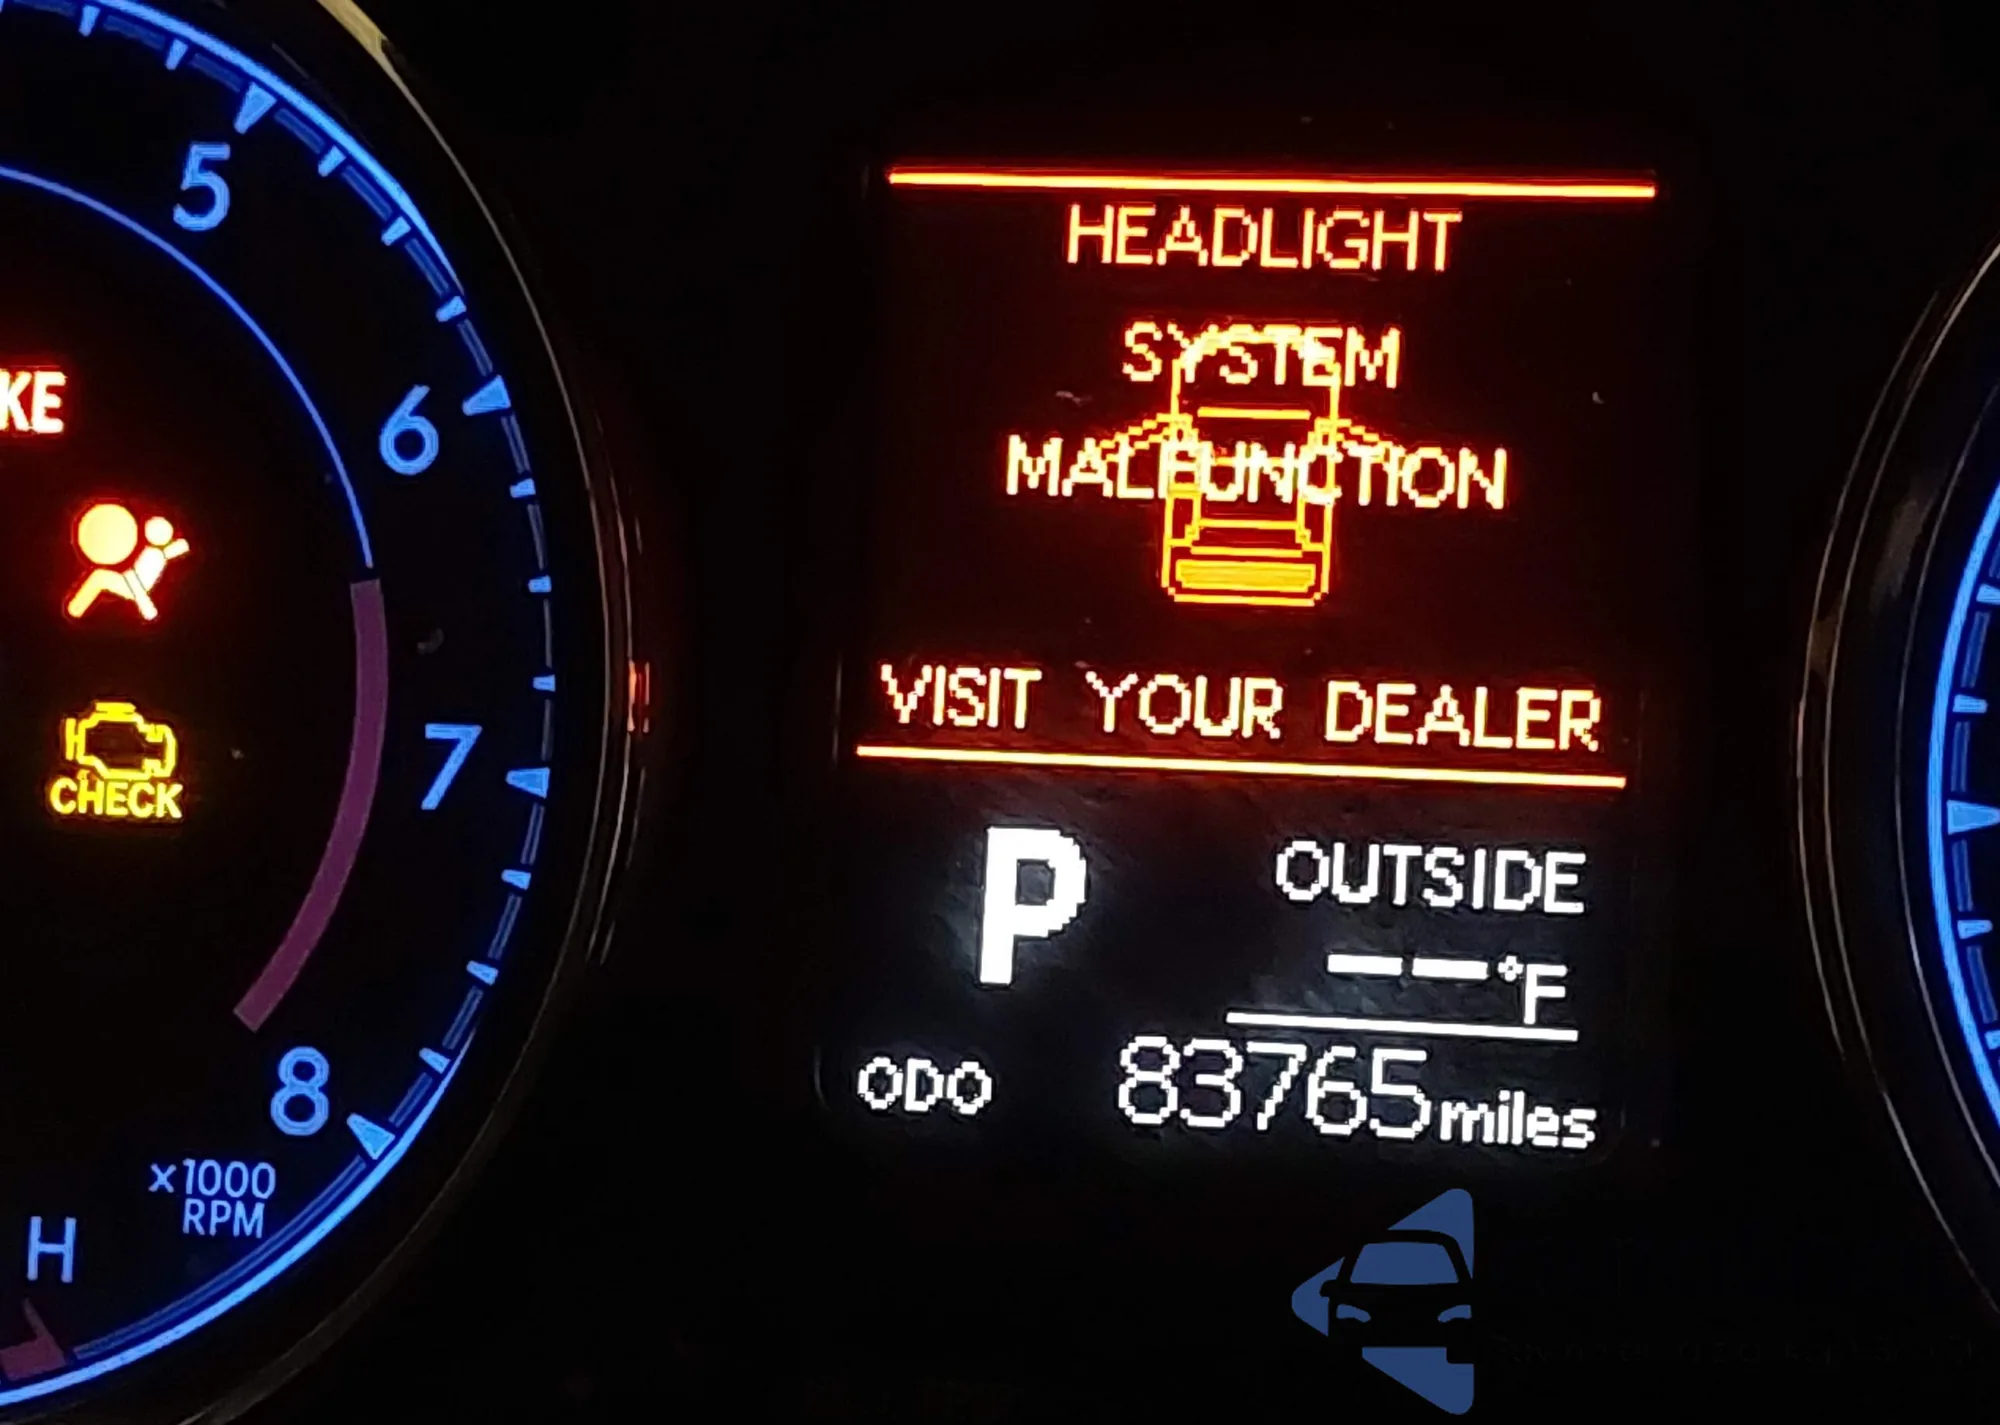 5
6
7
8
x1000
RPM
H
KE
CHECK
HEADLIGHT
SYSTEM
MALFUNCTION
VISIT YOUR DEALER
P
OUTSIDE
--°F
ODO 83765 miles